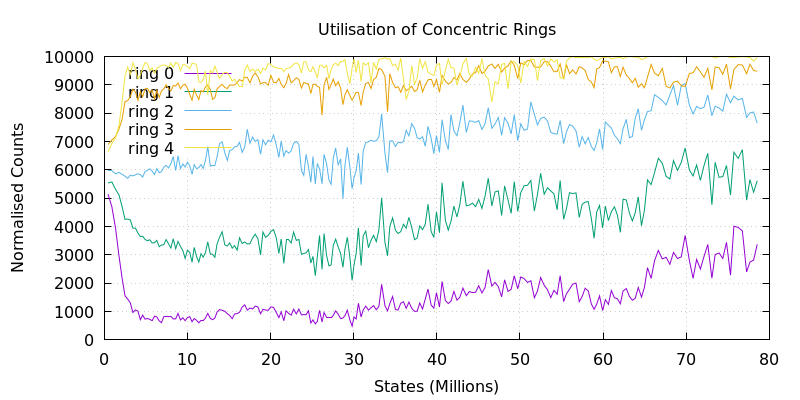 Utilisation of Concentric Rings
Normalised Counts
10000
9000
8000
7000
6000
5000
4000
3000
2000
1000
0
ring 0
ring 1
ring 2
ring 3
ring 4
0 10 20 30 40 50 60 70 80
States (Millions)